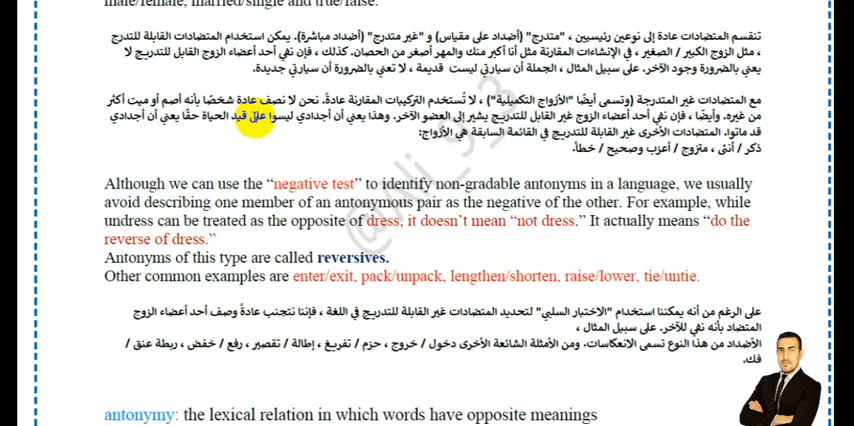 male/female, married/single and true/false.
تنقسم المتضادات عادة إلى نوعين رئيسيين ، "متدرج" (أضداد على مقياس) و "غير متدرج" (أضداد مباشرة). يمكن استخدام المتضادات القابلة للتدرج
، مثل الزوج الكبير / الصغير ، في الإنشاءات المقارنة مثل أنا أكبر منك والمهر أصغر من الحصان. كذلك ، فإن نفي أحد أعضاء الزوج القابل للتدريج لا
يعني بالضرورة وجود الآخر. على سبيل المثال ، الجملة أن سيارتي ليست قديمة ، لا تعني بالضرورة أن سيارتي جديدة.
مع المتضادات غير المتدرجة (وتسمى أيضًا "الأزواج التكميلية") ، لا تُستخدم التركيبات المقارنة عادةً. نحن لا نصف عادة شخصًا بأنه أصم أو ميت أكثر
من غيره. وأيضًا ، فإن نفي أحد أعضاء الزوج غير القابل للتدريج يشير إلى العضو الآخر. وهذا يعني أن أجدادي ليسوا على قيد الحياة حقًا يعني أن أجدادي
قد ماتوا. المتضادات الأخرى غير القابلة للتدريج في القائمة السابقة هي الأزواج:
ذكر / أنثى ، متزوج / أعزب وصحيح / خطأ.
Although we can use the “negative test” to identify non-gradable antonyms in a language, we usually
avoid describing one member of an antonymous pair as the negative of the other. For example, while
undress can be treated as the opposite of dress, it doesn’t mean “not dress.” It actually means “do the
reverse of dress.”
Antonyms of this type are called reversives.
Other common examples are enter/exit, pack/unpack, lengthen/shorten, raise/lower, tie/untie.
على الرغم من أنه يمكننا استخدام "الاختبار السلبي" لتحديد المتضادات غير القابلة للتدريج في اللغة ، فإننا نتجنب عادةً وصف أحد أعضاء الزوج
المتضاد بأنه نفي للآخر. على سبيل المثال ،
الأضداد من هذا النوع تسمى الانعكاسات. ومن الأمثلة الشائعة الأخرى دخول / خروج ، حزم / تفريغ ، إطالة / تقصير ، رفع / خفض ، ربطة عنق /
فك.
antonymy: the lexical relation in which words have opposite meanings
@Ali_9_3